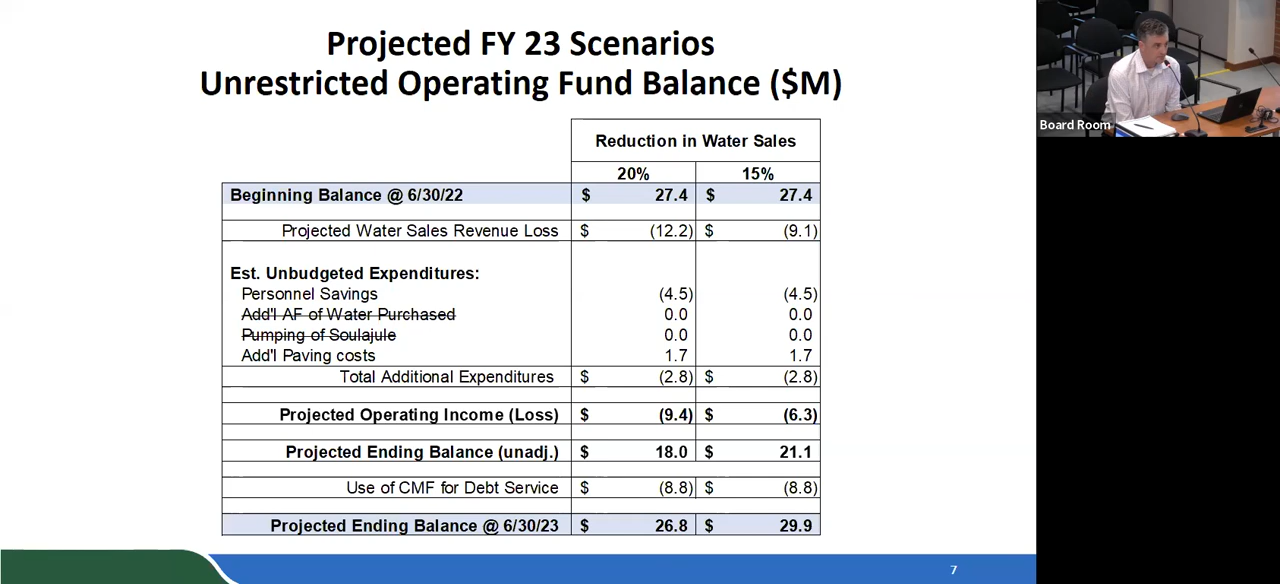 Projected FY 23 Scenarios
Unrestricted Operating Fund Balance ($M)
Reduction in Water Sales
20% 15%
Beginning Balance @ 6/30/22 $ 27.4 $ 27.4
Projected Water Sales Revenue Loss $ (12.2) $ (9.1)
Est. Unbudgeted Expenditures:
Personnel Savings (4.5) (4.5)
Add'l AF of Water Purchased 0.0 0.0
Pumping of Soulajule 0.0 0.0
Add'l Paving costs 1.7 1.7
Total Additional Expenditures $ (2.8) $ (2.8)
Projected Operating Income (Loss) $ (9.4) $ (6.3)
Projected Ending Balance (unadj.) $ 18.0 $ 21.1
Use of CMF for Debt Service $ (8.8) $ (8.8)
Projected Ending Balance @ 6/30/23 $ 26.8 $ 29.9
7
Board Room